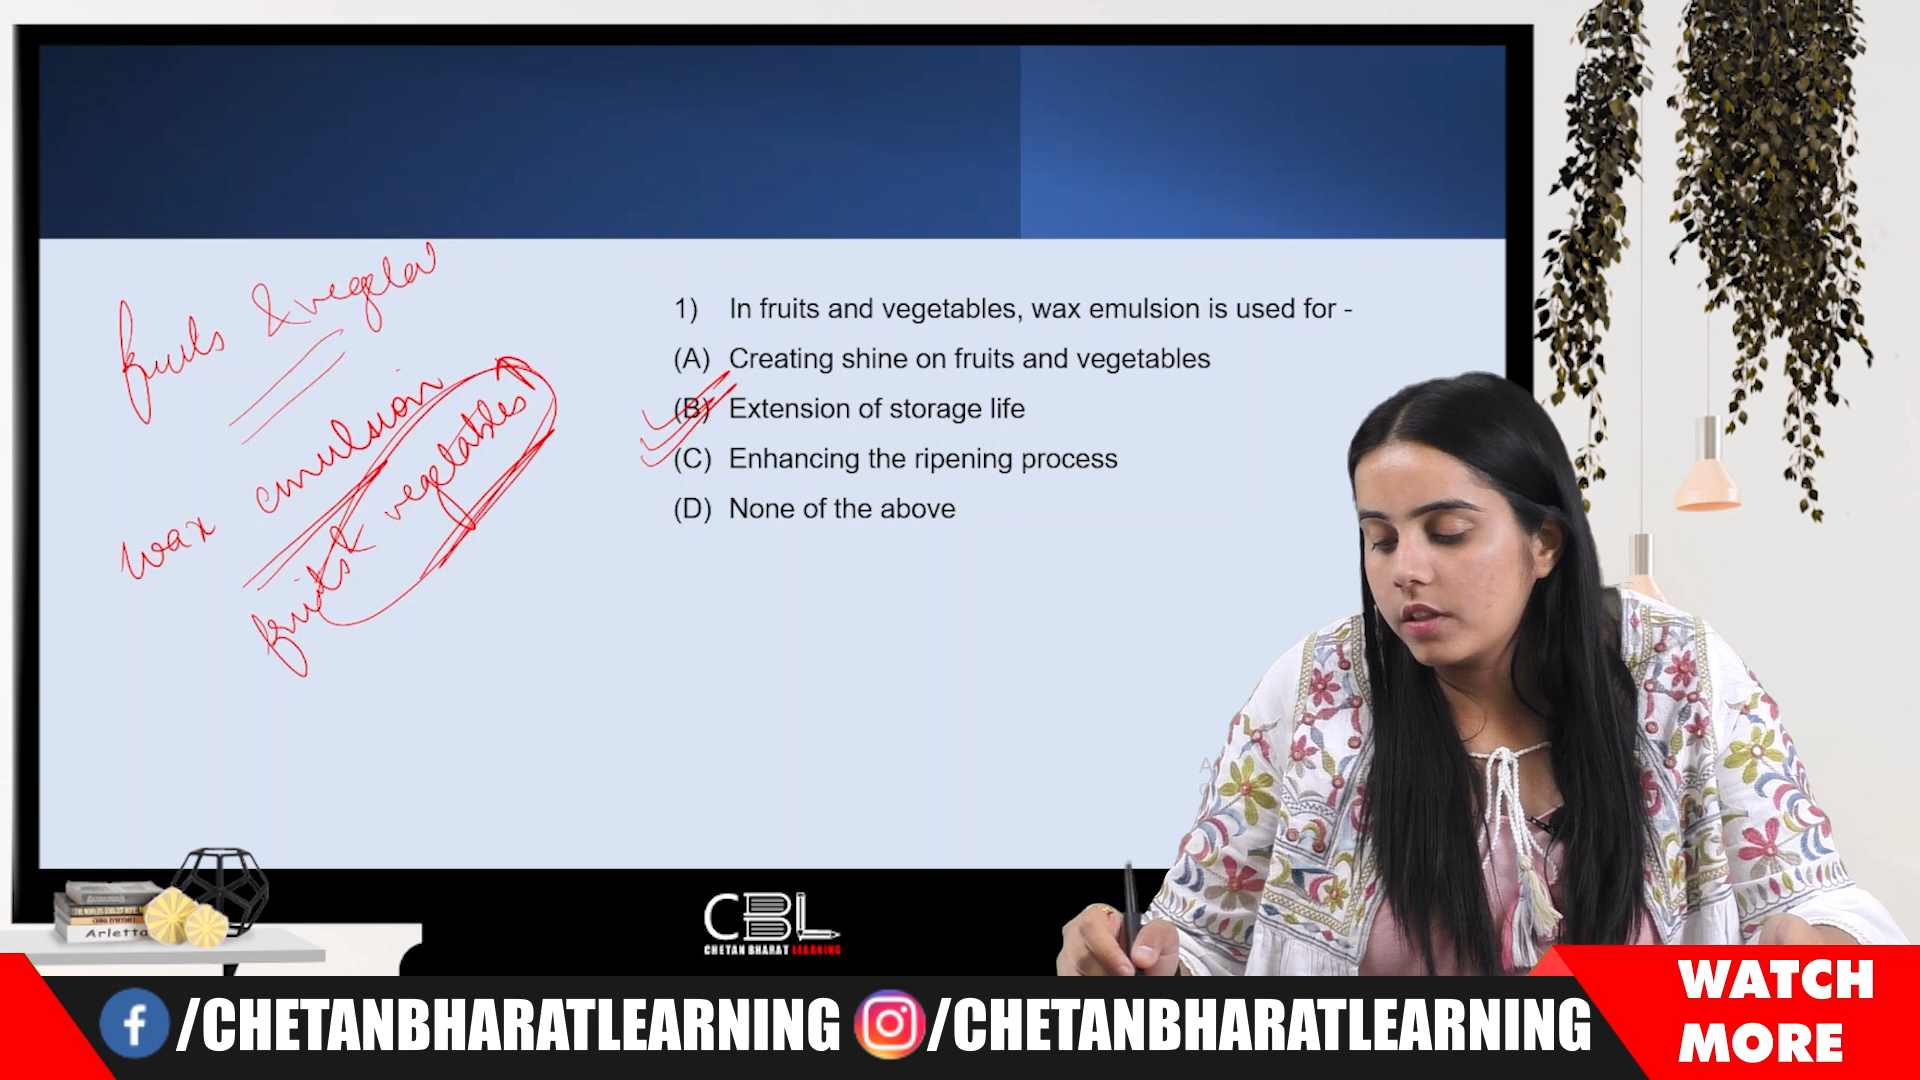 fruits & vegeta
wax emulsion
fruits & vegetables
1) In fruits and vegetables, wax emulsion is used for -
(A) Creating shine on fruits and vegetables
(B) Extension of storage life
(C) Enhancing the ripening process
(D) None of the above
Arletta
CBL
CHETAN BHARAT LEARNING
/CHETANBHARATLEARNING /CHETANBHARATLEARNING
WATCH
MORE